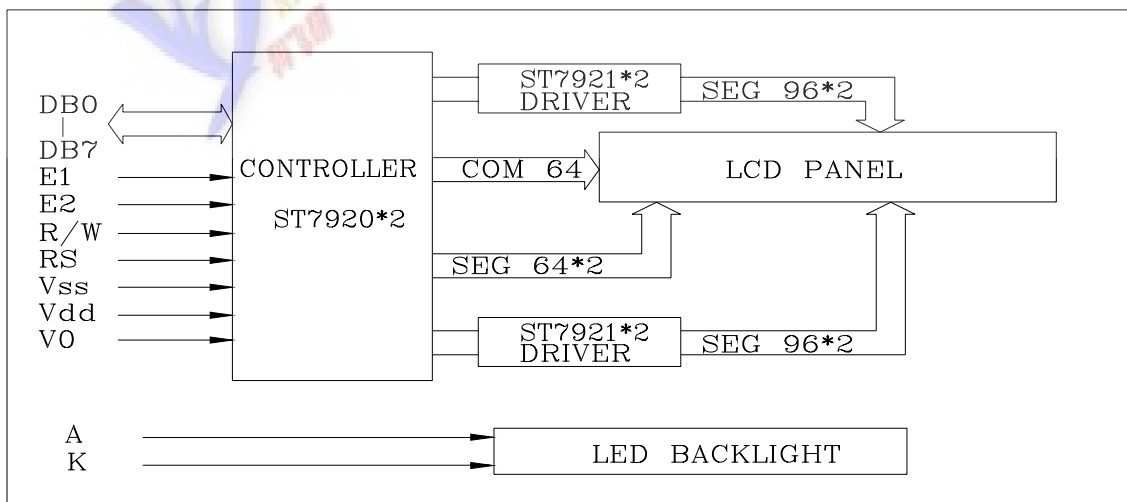 DB0
|
DB7
E1
E2
R/W
RS
Vss
Vdd
V0
CONTROLLER
ST7920*2
ST7921*2
DRIVER
SEG 96*2
COM 64
LCD PANEL
SEG 64*2
ST7921*2
DRIVER
SEG 96*2
A
K
LED BACKLIGHT